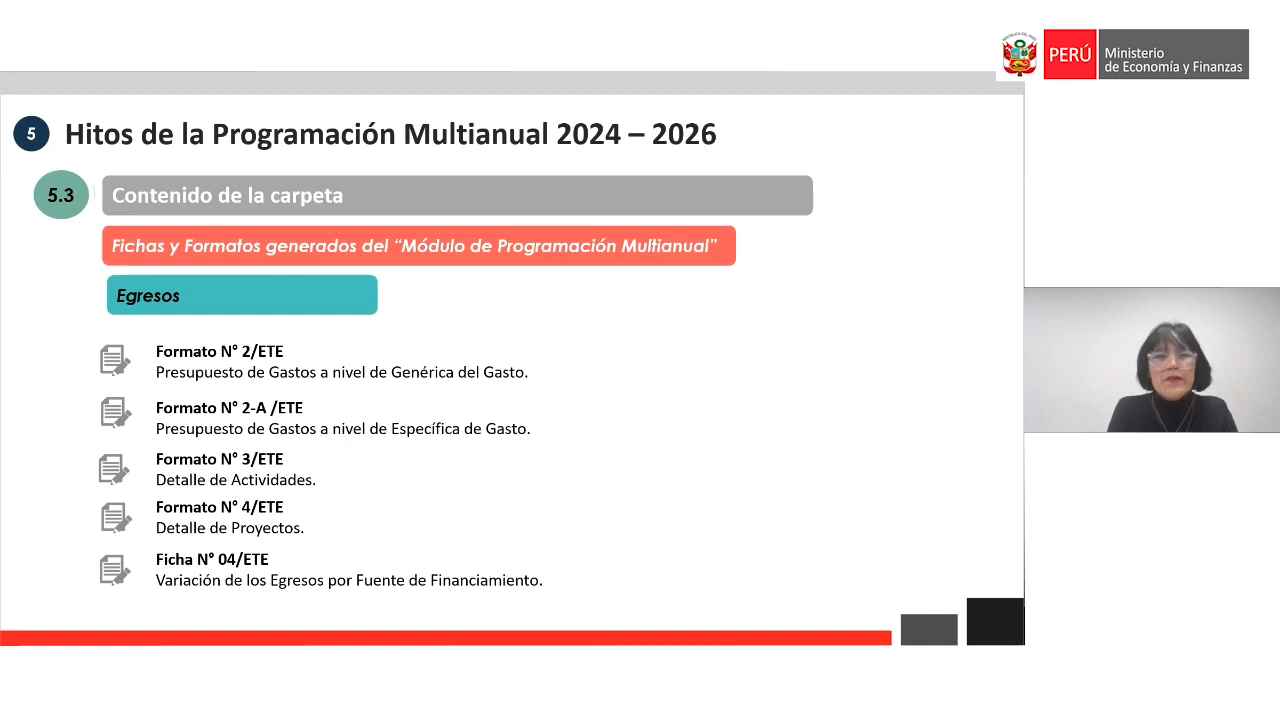 REPÚBLICA DEL PERÚ
PERÚ
Ministerio
de Economía y Finanzas
5
Hitos de la Programación Multianual 2024 – 2026
5.3
Contenido de la carpeta
Fichas y Formatos generados del “Módulo de Programación Multianual”
Egresos
Formato N° 2/ETE
Presupuesto de Gastos a nivel de Genérica del Gasto.
Formato N° 2-A /ETE
Presupuesto de Gastos a nivel de Específica de Gasto.
Formato N° 3/ETE
Detalle de Actividades.
Formato N° 4/ETE
Detalle de Proyectos.
Ficha N° 04/ETE
Variación de los Egresos por Fuente de Financiamiento.